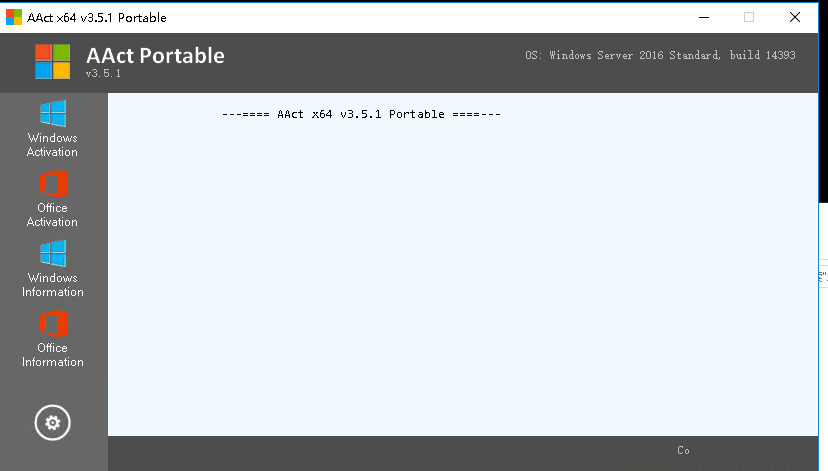 AAct x64 v3.5.1 Portable
AAct Portable
v3.5.1
OS: Windows Server 2016 Standard, build 14393
---==== AAct x64 v3.5.1 Portable ====---
Windows
Activation
Office
Activation
Windows
Information
Office
Information
Co